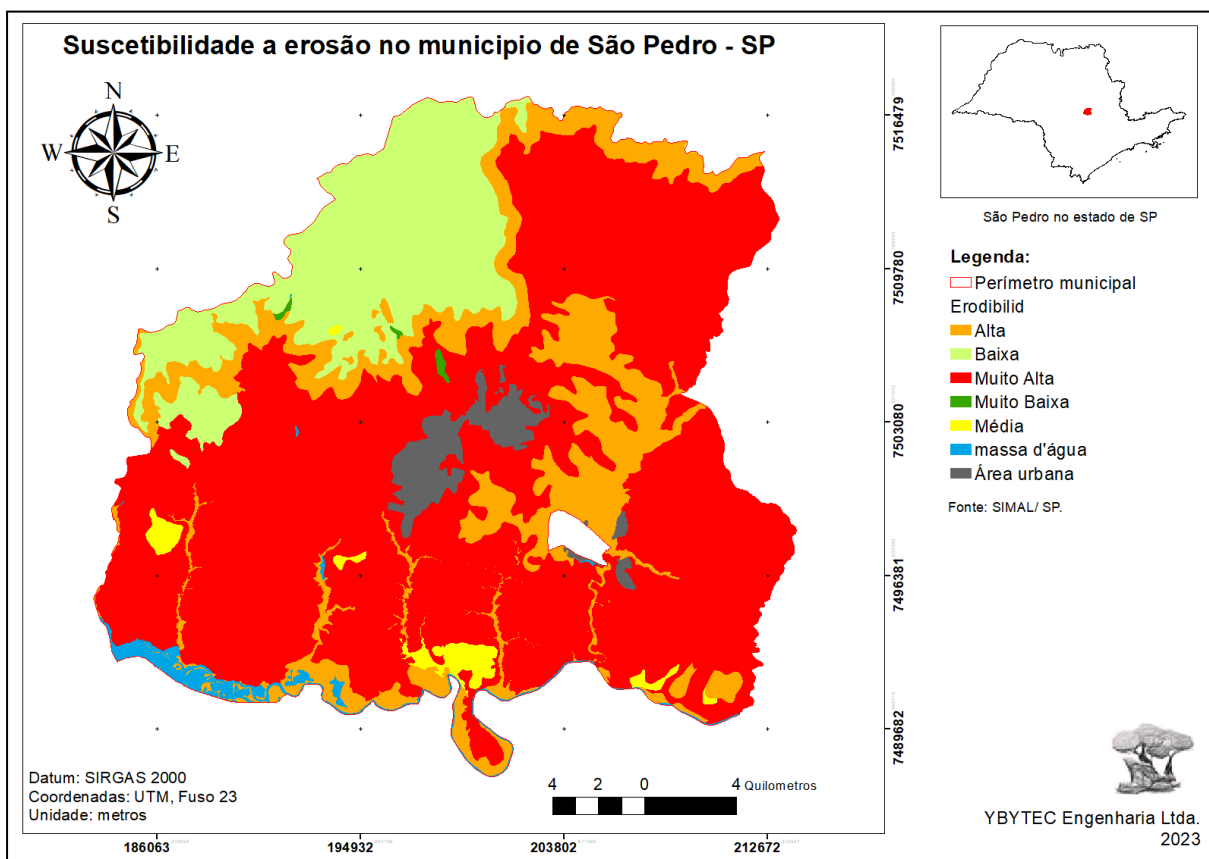 Suscetibilidade a erosão no municipio de São Pedro - SP
N
W
E
S
7516479
7509780
7503080
7496381
7489682
São Pedro no estado de SP
Legenda:
Perímetro municipal
Erodibilid
Alta
Baixa
Muito Alta
Muito Baixa
Média
massa d'água
Área urbana
Fonte: SIMAL/ SP.
Datum: SIRGAS 2000
Coordenadas: UTM, Fuso 23
Unidade: metros
4 2 0 4 Quilometros
YBYTEC Engenharia Ltda.
2023
186063
194932
203802
212672